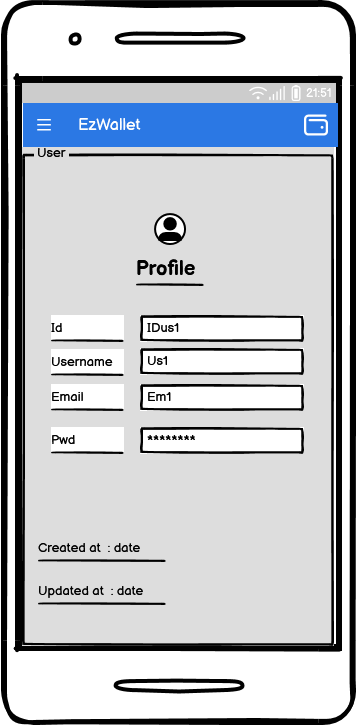 21:51
EzWallet
User
Profile
Id IDus1
Username Us1
Email Em1
Pwd ********
Created at : date
Updated at : date